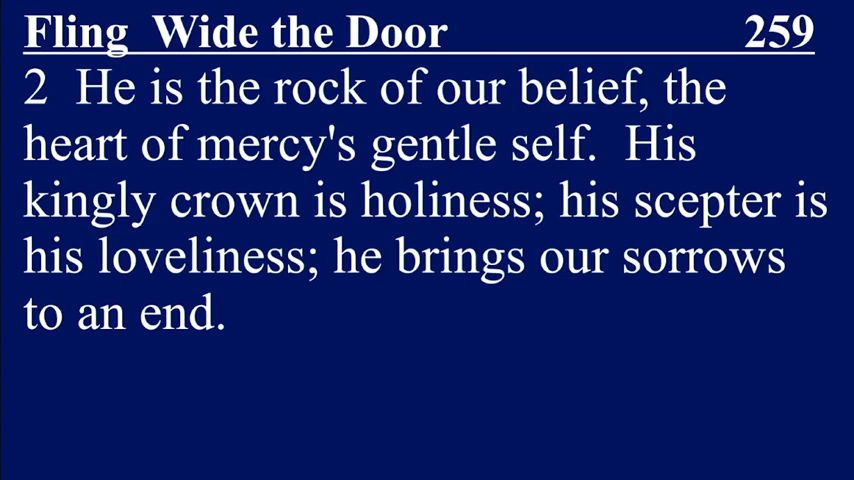 Fling Wide the Door 259
2 He is the rock of our belief, the
heart of mercy's gentle self. His
kingly crown is holiness; his scepter is
his loveliness; he brings our sorrows
to an end.